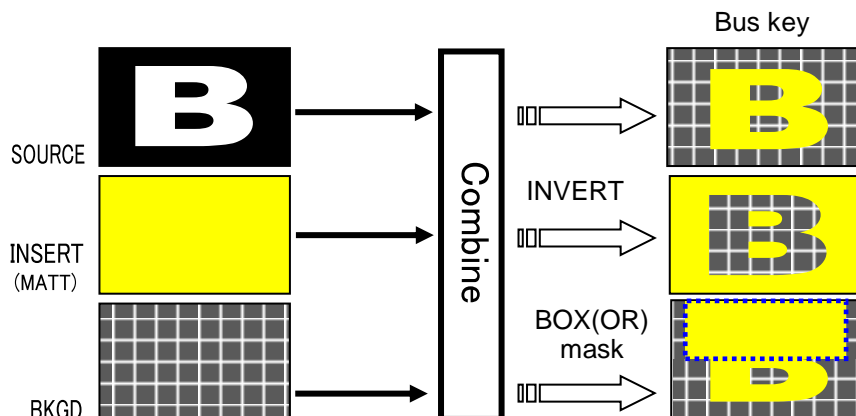 Bus key
B
SOURCE
B
INSERT
(MATT)
Combine
INVERT
B
BOX(OR)
mask
B
BKGD